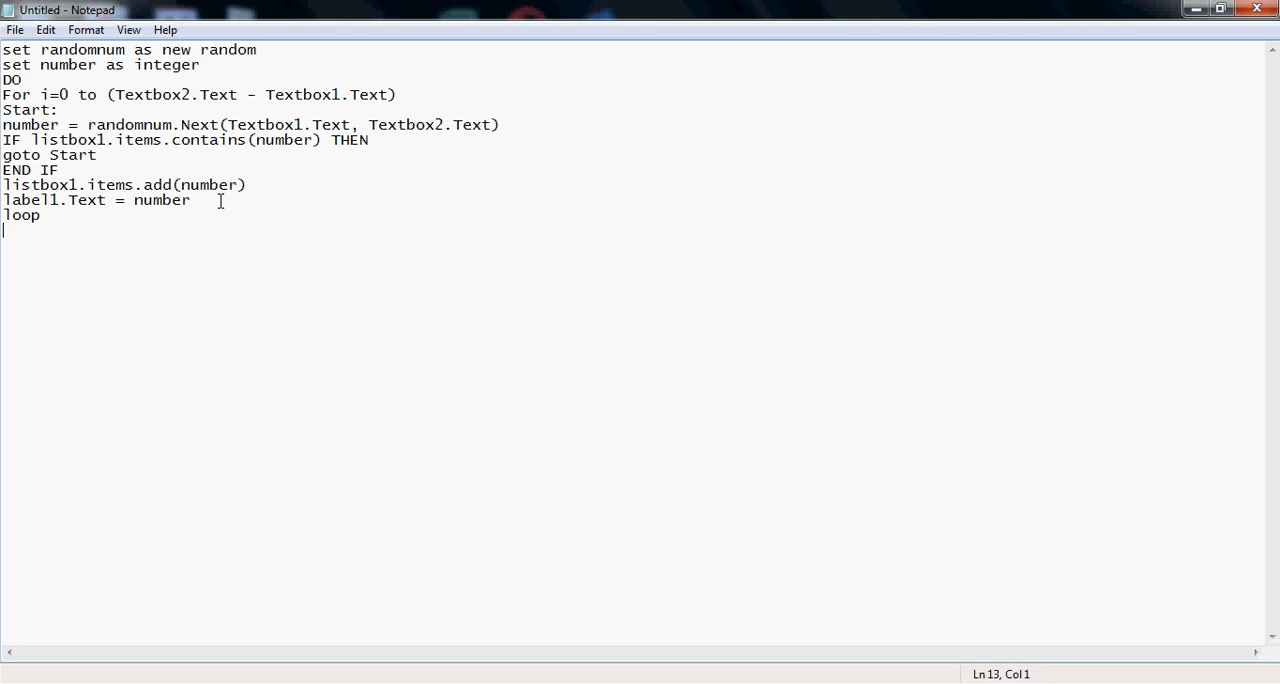 Untitled - Notepad
File Edit Format View Help
set randomnum as new random
set number as integer
DO
For i=0 to (Textbox2.Text - Textbox1.Text)
Start:
number = randomnum.Next(Textbox1.Text, Textbox2.Text)
IF listbox1.items.contains(number) THEN
goto Start
END IF
listbox1.items.add(number)
label1.Text = number
loop
Ln 13, Col 1